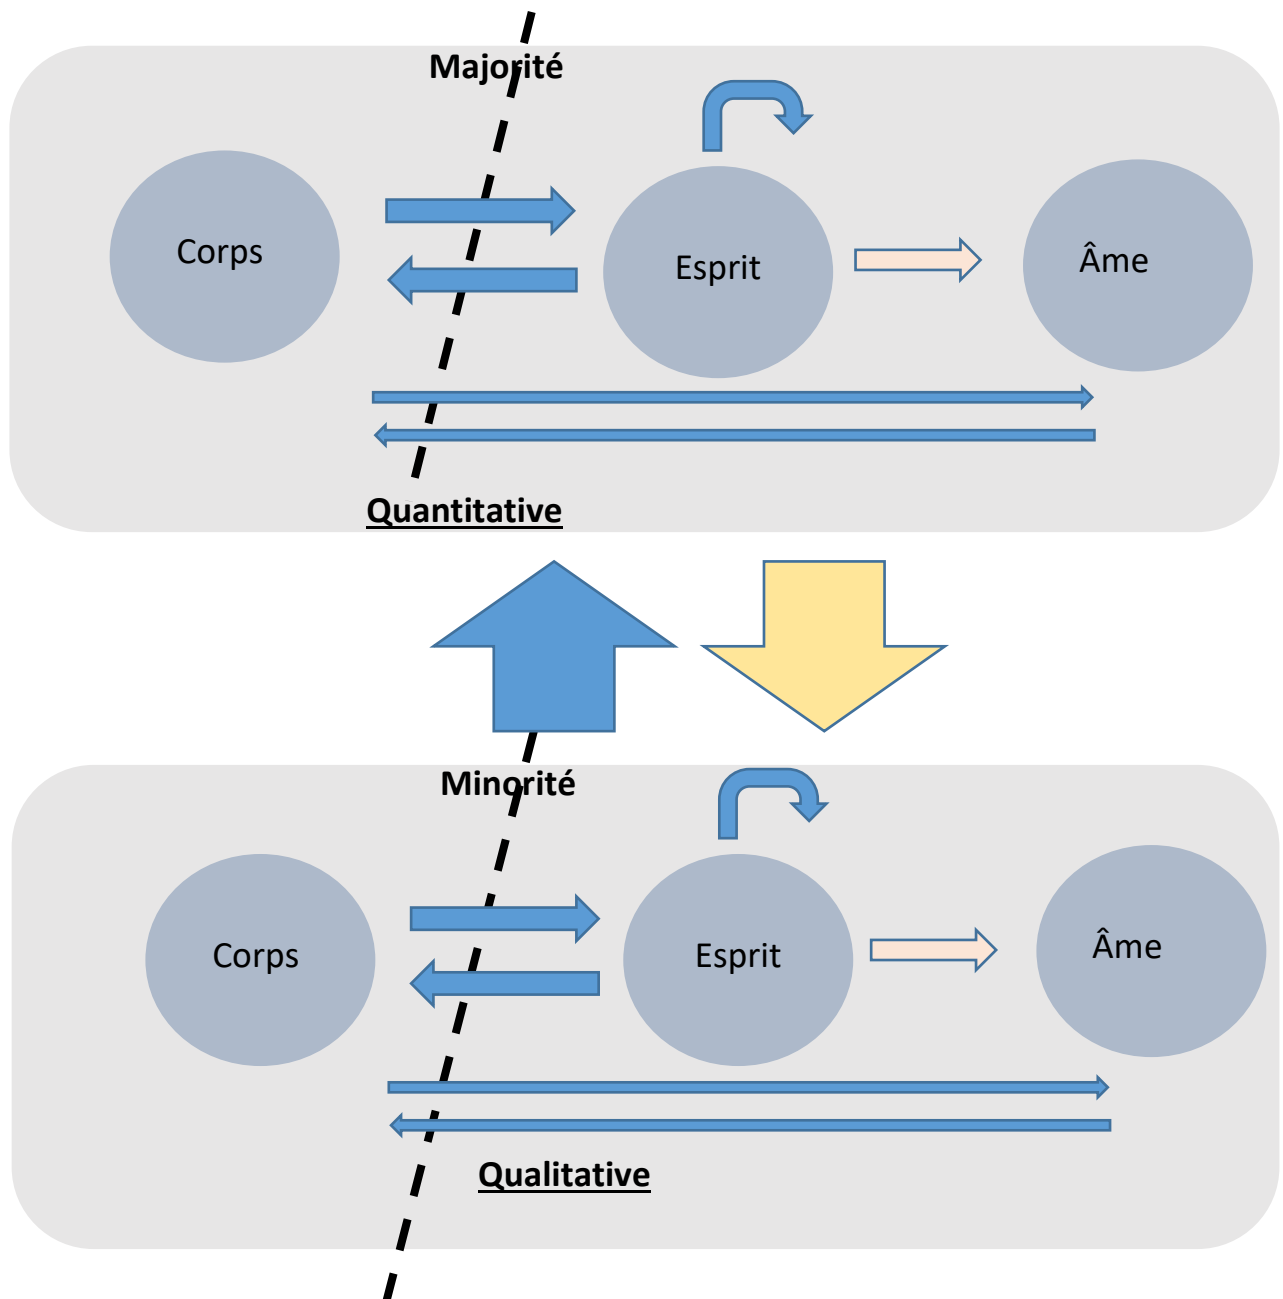 Majorité
Corps
Esprit
Âme
Quantitative
Minorité
Corps
Esprit
Âme
Qualitative